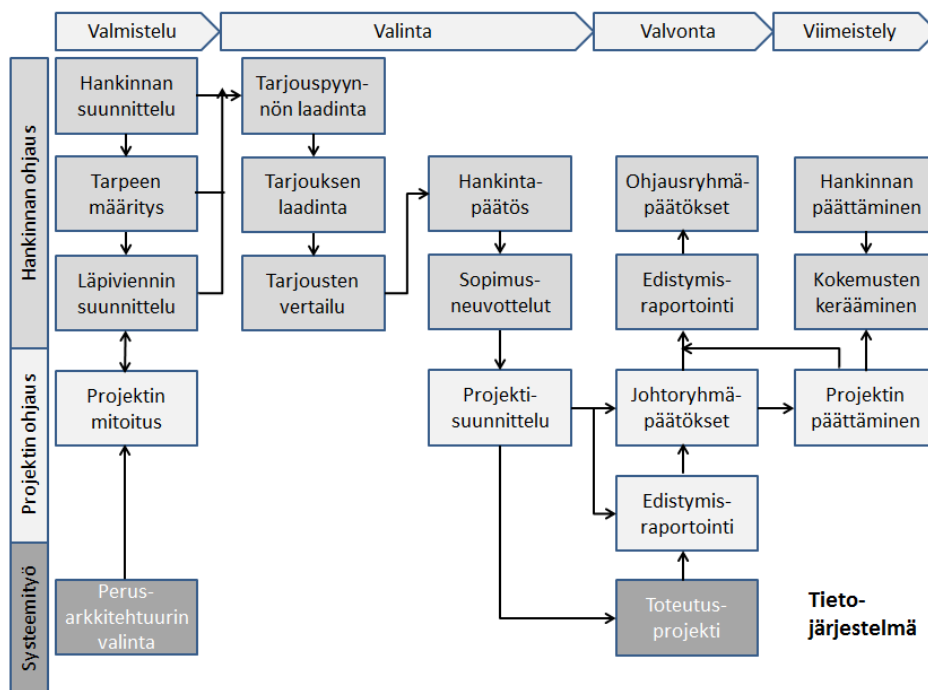 Valmistelu
Valinta
Valvonta
Viimeistely
Hankinnan ohjaus
Hankinnan
suunnittelu
Tarjouspyyn-
nön laadinta
Tarpeen
määritys
Tarjouksen
laadinta
Hankinta-
päätös
Ohjausryhmä-
päätökset
Hankinnan
päättäminen
Läpiviennin
suunnittelu
Tarjousten
vertailu
Sopimus-
neuvottelut
Edistymis-
raportointi
Kokemusten
kerääminen
Projektin ohjaus
Projektin
mitoitus
Projekti-
suunnittelu
Johtoryhmä-
päätökset
Projektin
päättäminen
Edistymis-
raportointi
Systeemityö
Perus-
arkkitehtuurin
valinta
Toteutus-
projekti
Tieto-
järjestelmä